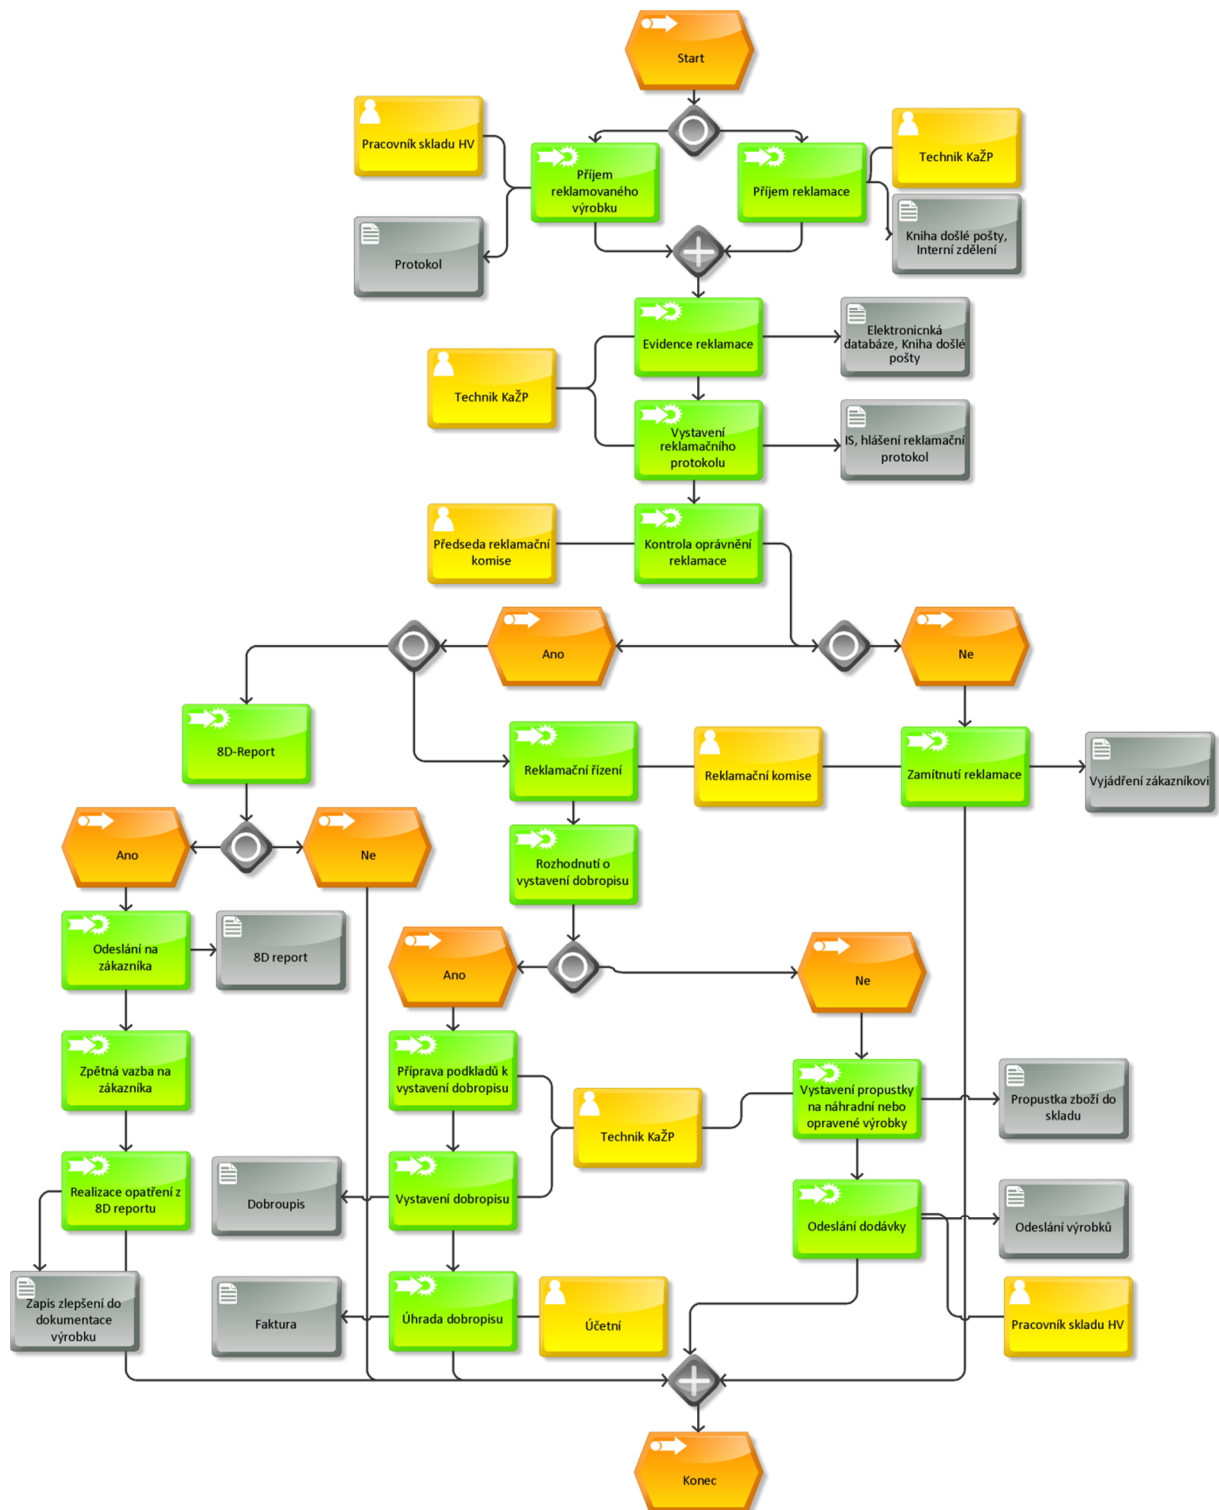 Start
Pracovník skladu HV
Příjem
reklamovaného
výrobku
Příjem reklamace
Technik KaŽP
Protokol
Kniha došlé pošty,
Interní zdělení
Evidence reklamace
Elektronicnká
databáze, Kniha došlé
pošty
Technik KaŽP
Vystavení
reklamačního
protokolu
IS, hlášení reklamační
protokol
Předseda reklamační
komise
Kontrola oprávnění
reklamace
Ano
Ne
8D-Report
Reklamační řízení
Reklamační komise
Zamítnutí reklamace
Vyjádření zákazníkovi
Ano
Ne
Rozhodnutí o
vystavení dobropisu
Odeslání na
zákazníka
8D report
Ano
Ne
Zpětná vazba na
zákazníka
Příprava podkladů k
vystavení dobropisu
Technik KaŽP
Vystavení propustky
na náhradní nebo
opravené výrobky
Propustka zboží do
skladu
Realizace opatření z
8D reportu
Dobroupis
Vystavení dobropisu
Odeslání dodávky
Odeslání výrobků
Zapis zlepšení do
dokumentace
výrobku
Faktura
Úhrada dobropisu
Účetní
Pracovník skladu HV
Konec